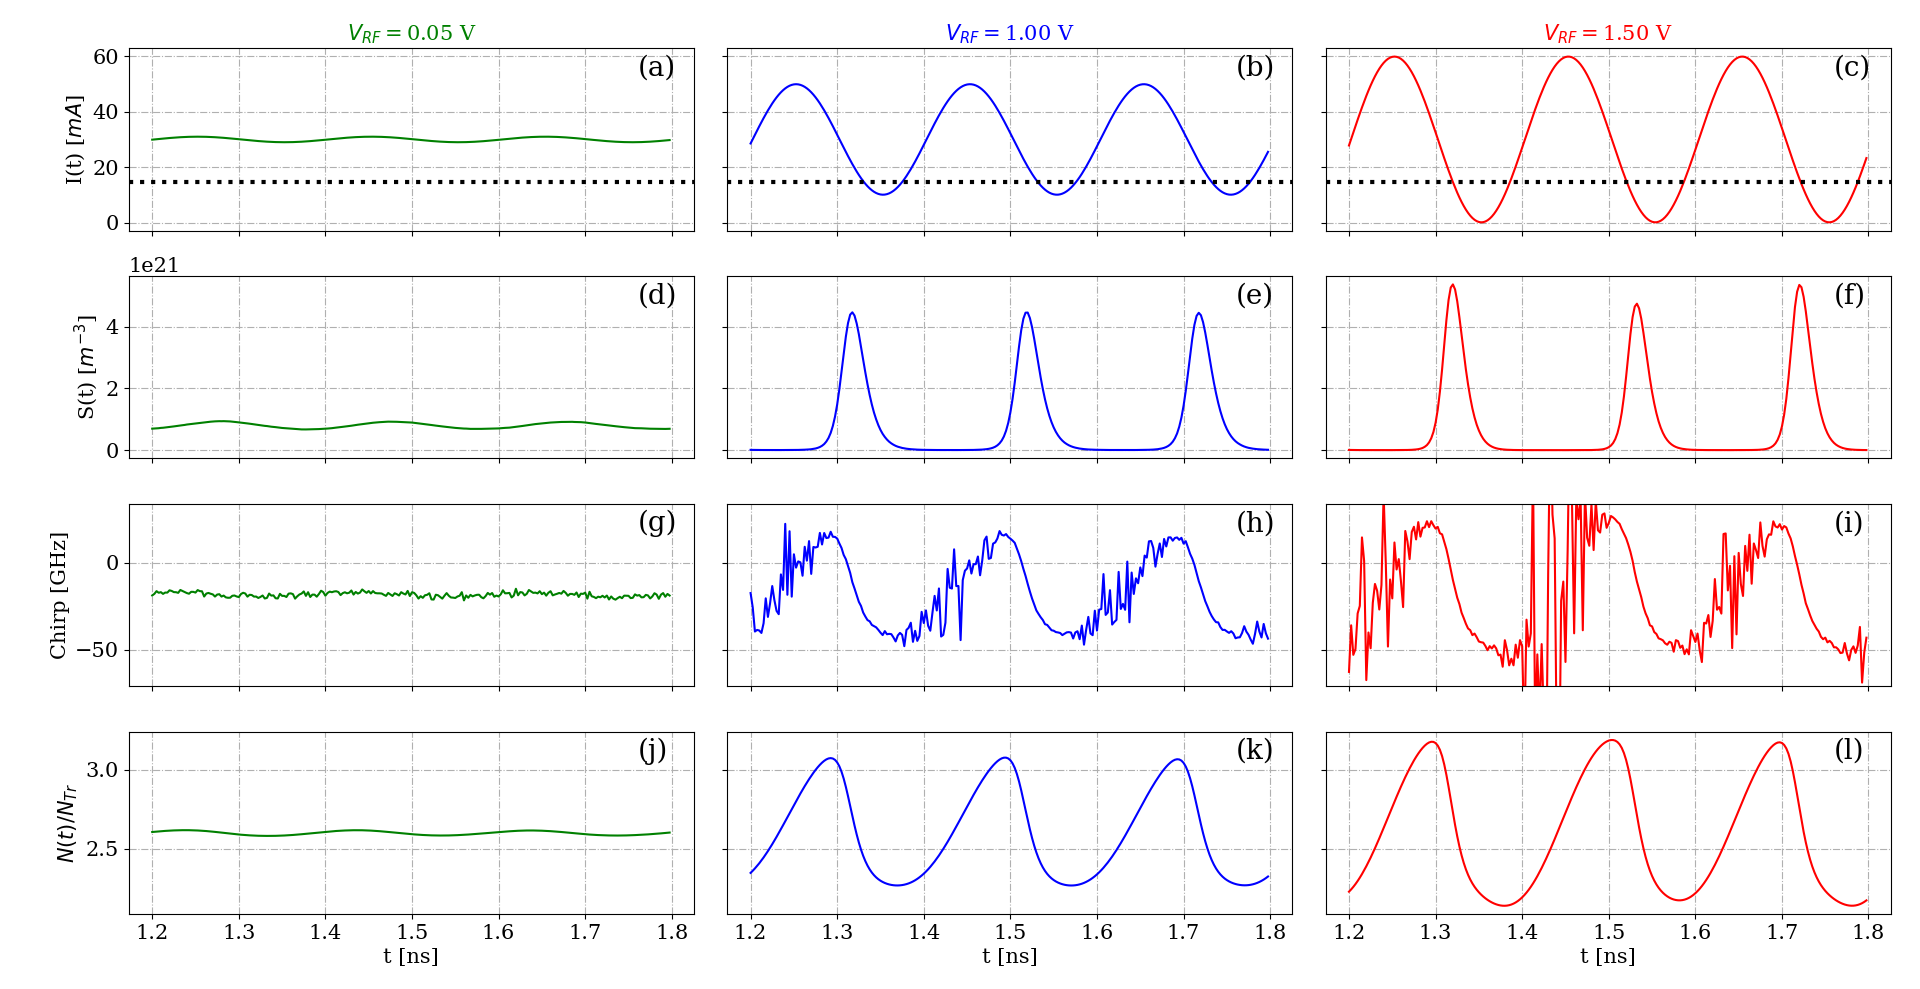 V_RF = 0.05 V
V_RF = 1.00 V
V_RF = 1.50 V
I(t) [mA]
60
40
20
0
(a)
(b)
(c)
1e21
S(t) [m⁻³]
4
2
0
(d)
(e)
(f)
Chirp [GHz]
0
−50
(g)
(h)
(i)
N(t)/N_Tr
3.0
2.5
(j)
(k)
(l)
1.2 1.3 1.4 1.5 1.6 1.7 1.8
1.2 1.3 1.4 1.5 1.6 1.7 1.8
1.2 1.3 1.4 1.5 1.6 1.7 1.8
t [ns]
t [ns]
t [ns]